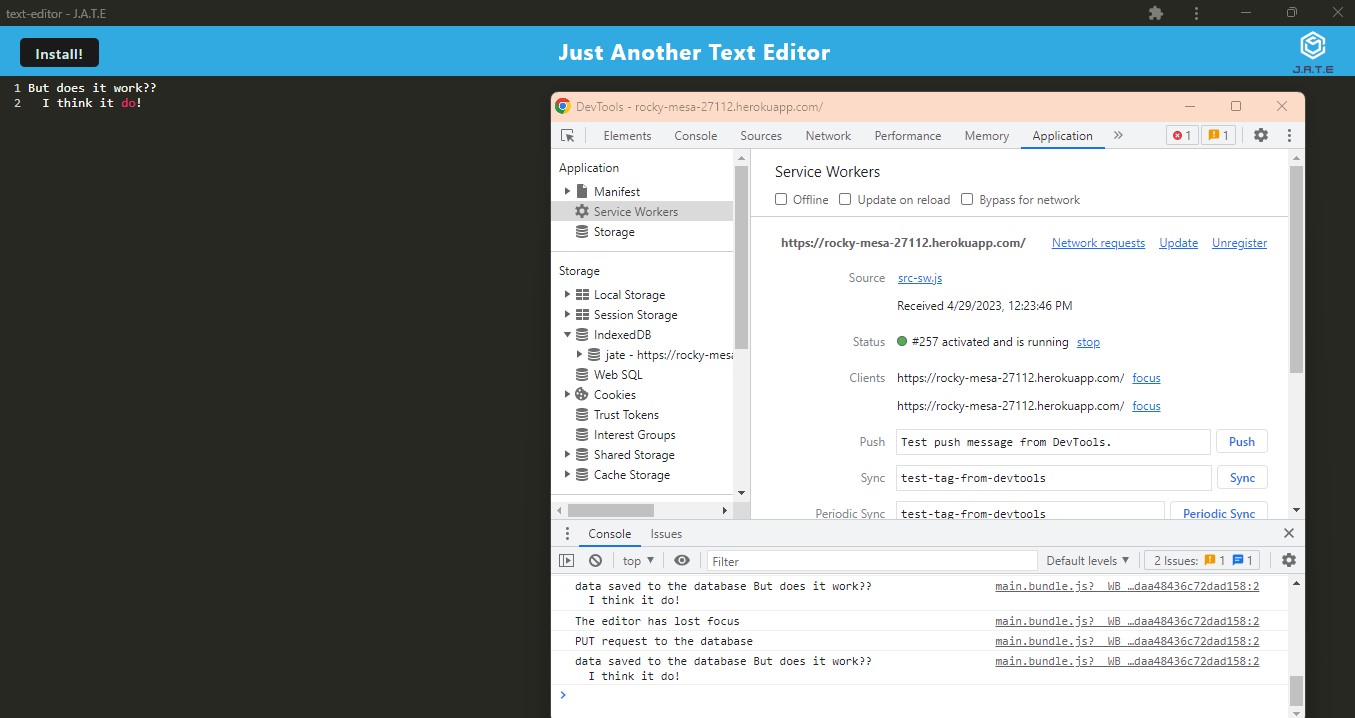 text-editor - J.A.T.E
Install!
Just Another Text Editor
J.A.T.E
1 But does it work??
2   I think it do!
DevTools - rocky-mesa-27112.herokuapp.com/
Elements Console Sources Network Performance Memory Application » 1 1
Application
Manifest
Service Workers
Storage
Storage
Local Storage
Session Storage
IndexedDB
jate - https://rocky-mesa
Web SQL
Cookies
Trust Tokens
Interest Groups
Shared Storage
Cache Storage
Service Workers
Offline Update on reload Bypass for network
https://rocky-mesa-27112.herokuapp.com/ Network requests Update Unregister
Source src-sw.js
Received 4/29/2023, 12:23:46 PM
Status #257 activated and is running stop
Clients https://rocky-mesa-27112.herokuapp.com/ focus
https://rocky-mesa-27112.herokuapp.com/ focus
Push Test push message from DevTools. Push
Sync test-tag-from-devtools Sync
Periodic Sync test-tag-from-devtools Periodic Sync
Console Issues
top ▼ Filter Default levels ▼ 2 Issues: 1 1
data saved to the database But does it work?? main.bundle.js?__WB_…daa48436c72dad158:2
I think it do!
The editor has lost focus main.bundle.js?__WB_…daa48436c72dad158:2
PUT request to the database main.bundle.js?__WB_…daa48436c72dad158:2
data saved to the database But does it work?? main.bundle.js?__WB_…daa48436c72dad158:2
I think it do!
>